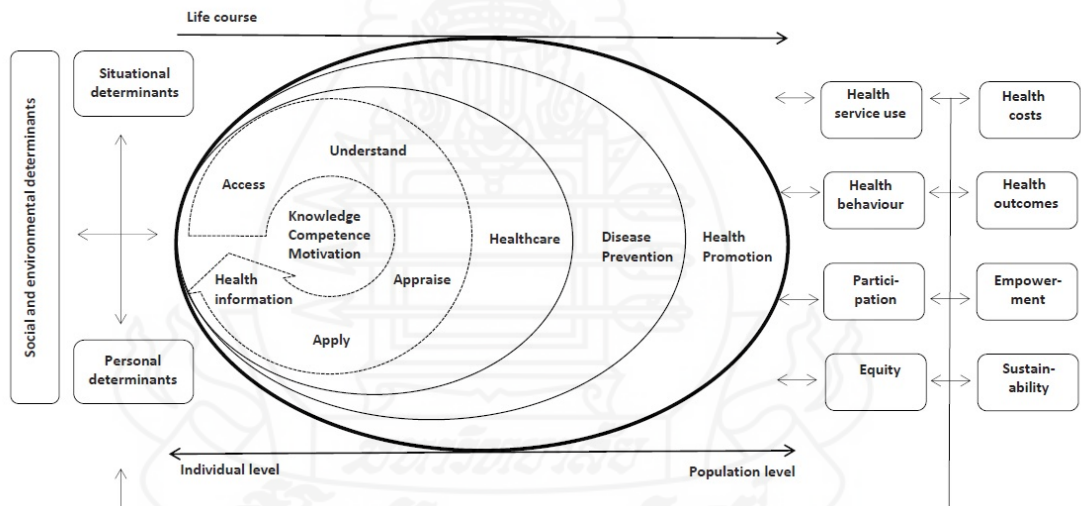 Life course
Social and environmental determinants
Situational
determinants
Personal
determinants
Access
Understand
Knowledge
Competence
Motivation
Health
information
Appraise
Apply
Healthcare
Disease
Prevention
Health
Promotion
Health
service use
Health
costs
Health
behaviour
Health
outcomes
Partici-
pation
Empower-
ment
Equity
Sustain-
ability
Individual level
Population level